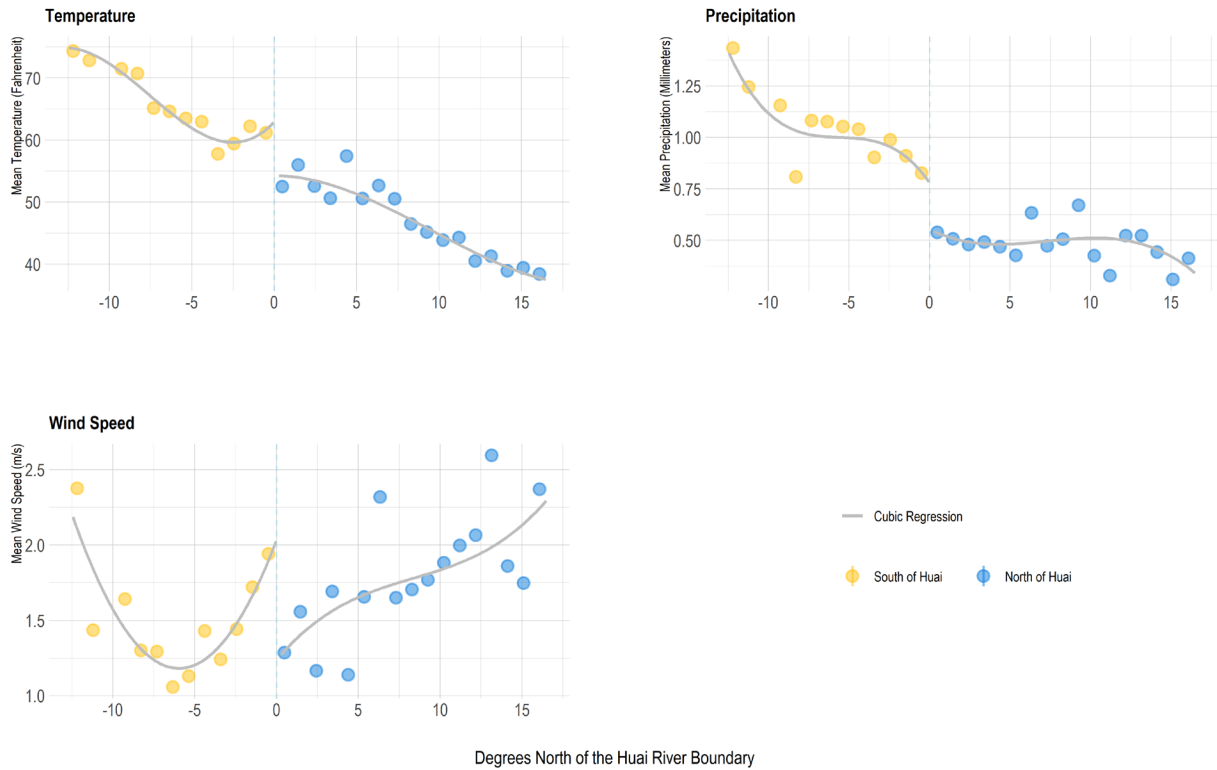 Temperature
Mean Temperature (Fahrenheit)
70
60
50
40
-10 -5 0 5 10 15
Precipitation
Mean Precipitation (Millimeters)
1.25
1.00
0.75
0.50
-10 -5 0 5 10 15
Wind Speed
Mean Wind Speed (m/s)
2.5
2.0
1.5
1.0
-10 -5 0 5 10 15
Cubic Regression
South of Huai North of Huai
Degrees North of the Huai River Boundary